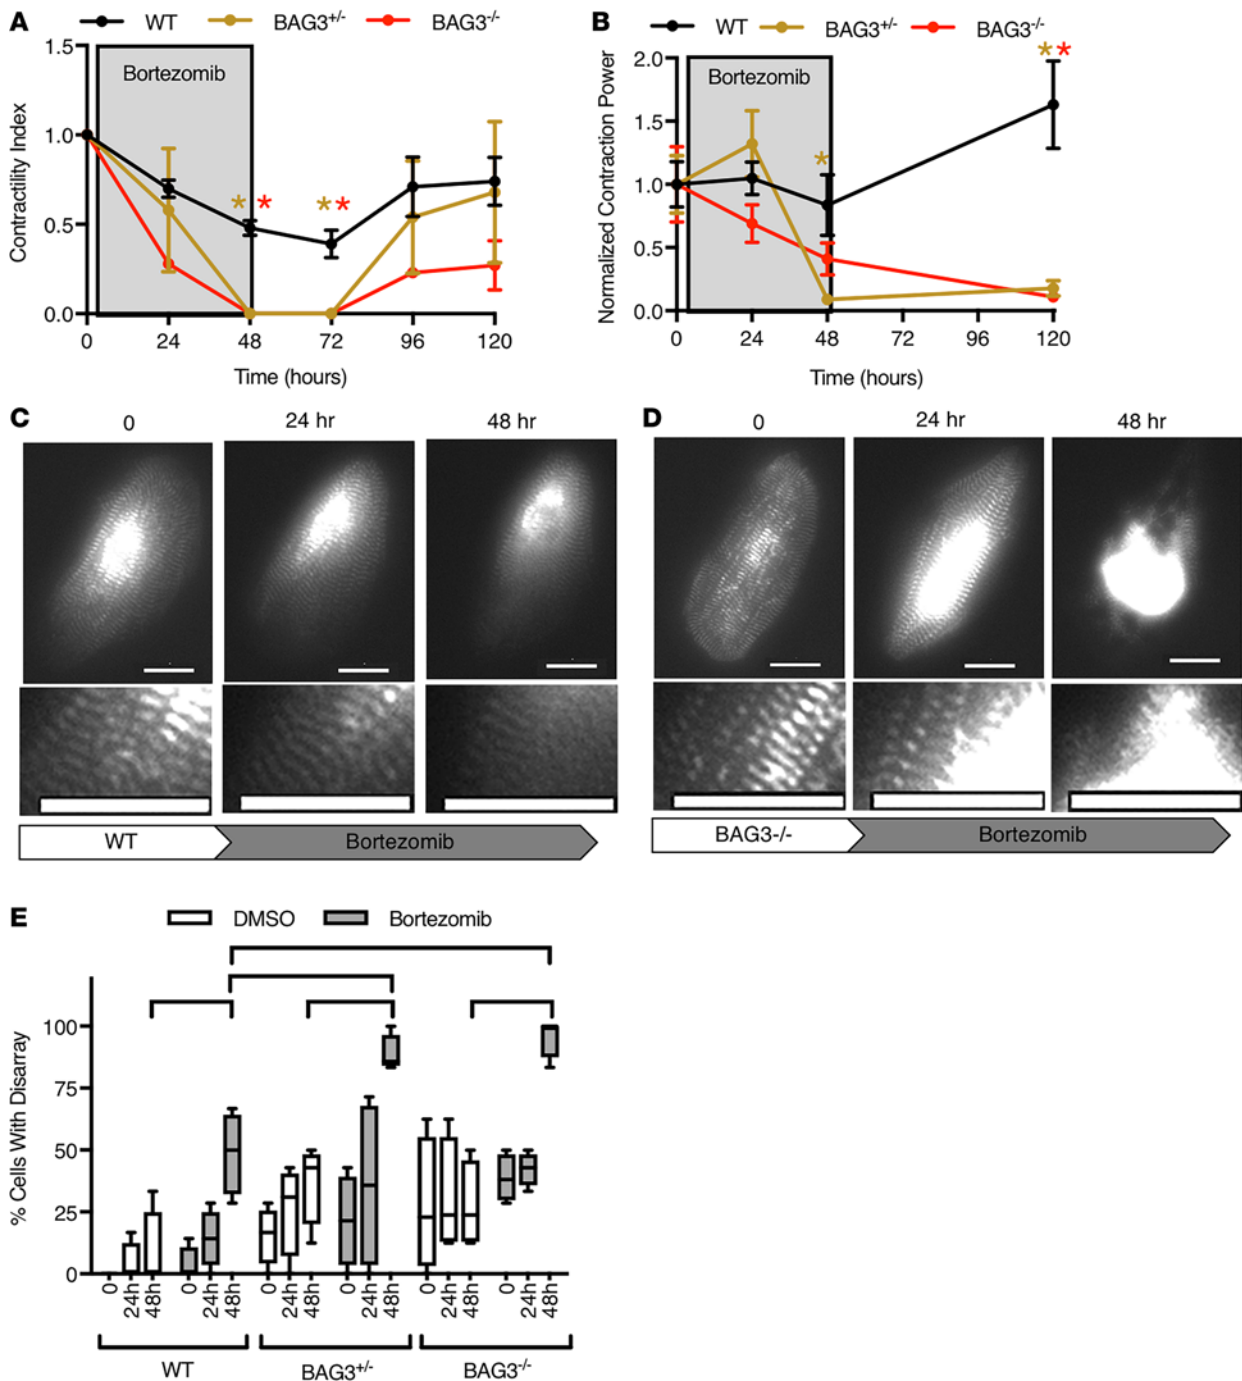 A
WT BAG3+/- BAG3-/-
1.5
1.0
0.5
0.0
Contractility Index
Bortezomib
* * * *
0 24 48 72 96 120
Time (hours)
B
WT BAG3+/- BAG3-/-
2.0
1.5
1.0
0.5
0.0
Normalized Contraction Power
Bortezomib
* * *
0 24 48 72 96 120
Time (hours)
C
0 24 hr 48 hr
WT Bortezomib
D
0 24 hr 48 hr
BAG3-/- Bortezomib
E
DMSO Bortezomib
100
75
50
25
0
% Cells With Disarray
0 24h 48h 0 24h 48h 0 24h 48h 0 24h 48h 0 24h 48h 0 24h 48h
WT BAG3+/- BAG3-/-